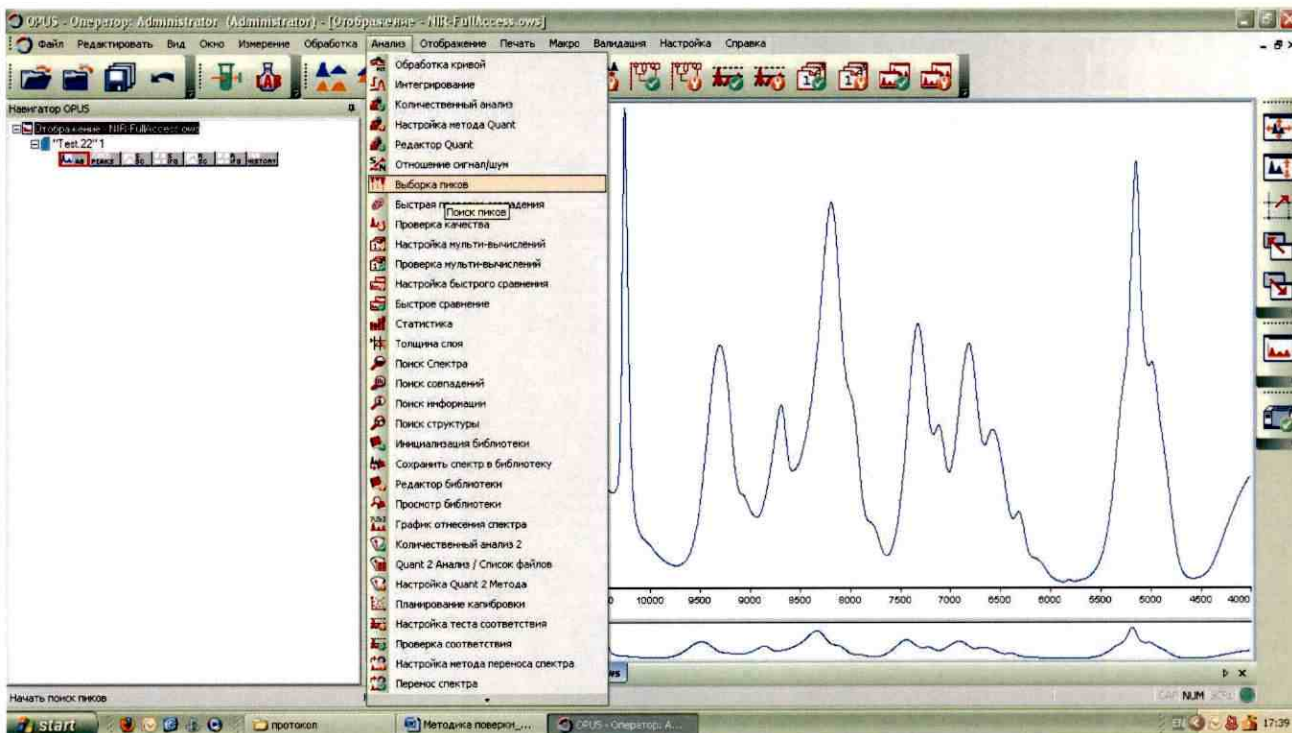 OPUS - Оператор: Administrator (Administrator) - [Отображение - NIR-FullAccess.ows]
Файл Редактировать Вид Окно Измерение Обработка Анализ Отображение Печать Макро Валидация Настройка Справка
Навигатор OPUS
Отображение - NIR-FullAccess.ows
"Test.22" 1
AB PEAKS HISTORY
Обработка кривой
Интегрирование
Количественный анализ
Настройка метода Quant
Редактор Quant
Отношение сигнал/шум
Выборка пиков
Быстрая
Поиск пиков
Проверка качества
Настройка мульти-вычислений
Проверка мульти-вычислений
Настройка быстрого сравнения
Быстрое сравнение
Статистика
Толщина слоя
Поиск Спектра
Поиск совпадений
Поиск информации
Поиск структуры
Инициализация библиотеки
Сохранить спектр в библиотеку
Редактор библиотеки
Просмотр библиотеки
График отнесения спектра
Количественный анализ 2
Quant 2 Анализ / Список файлов
Настройка Quant 2 Метода
Планирование калибровки
Настройка теста соответствия
Проверка соответствия
Настройка метода переноса спектра
Перенос спектра
10000 9500 9000 8500 8000 7500 7000 6500 6000 5500 5000 4500 4000
Начать поиск пиков
CAP NUM SCRL
start протокол Методика поверки_... OPUS - Оператор: A... EN 17:39